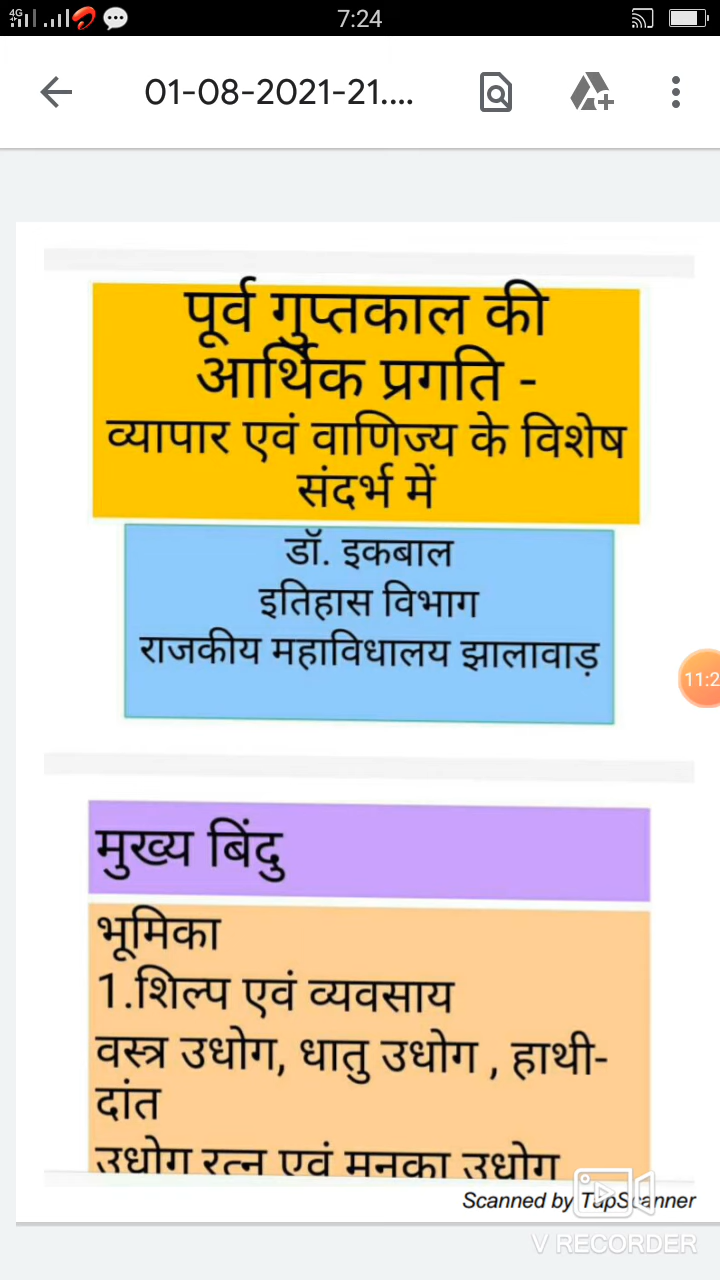 4G
7:24
01-08-2021-21....
पूर्व गुप्तकाल की
आर्थिक प्रगति -
व्यापार एवं वाणिज्य के विशेष
संदर्भ में
डॉ. इकबाल
इतिहास विभाग
राजकीय महाविधालय झालावाड़
11:2
मुख्य बिंदु
भूमिका
1.शिल्प एवं व्यवसाय
वस्त्र उधोग, धातु उधोग , हाथी-
दांत
उधोग रत्न एवं मनका उधोग
Scanned by TapScanner
V RECORDER